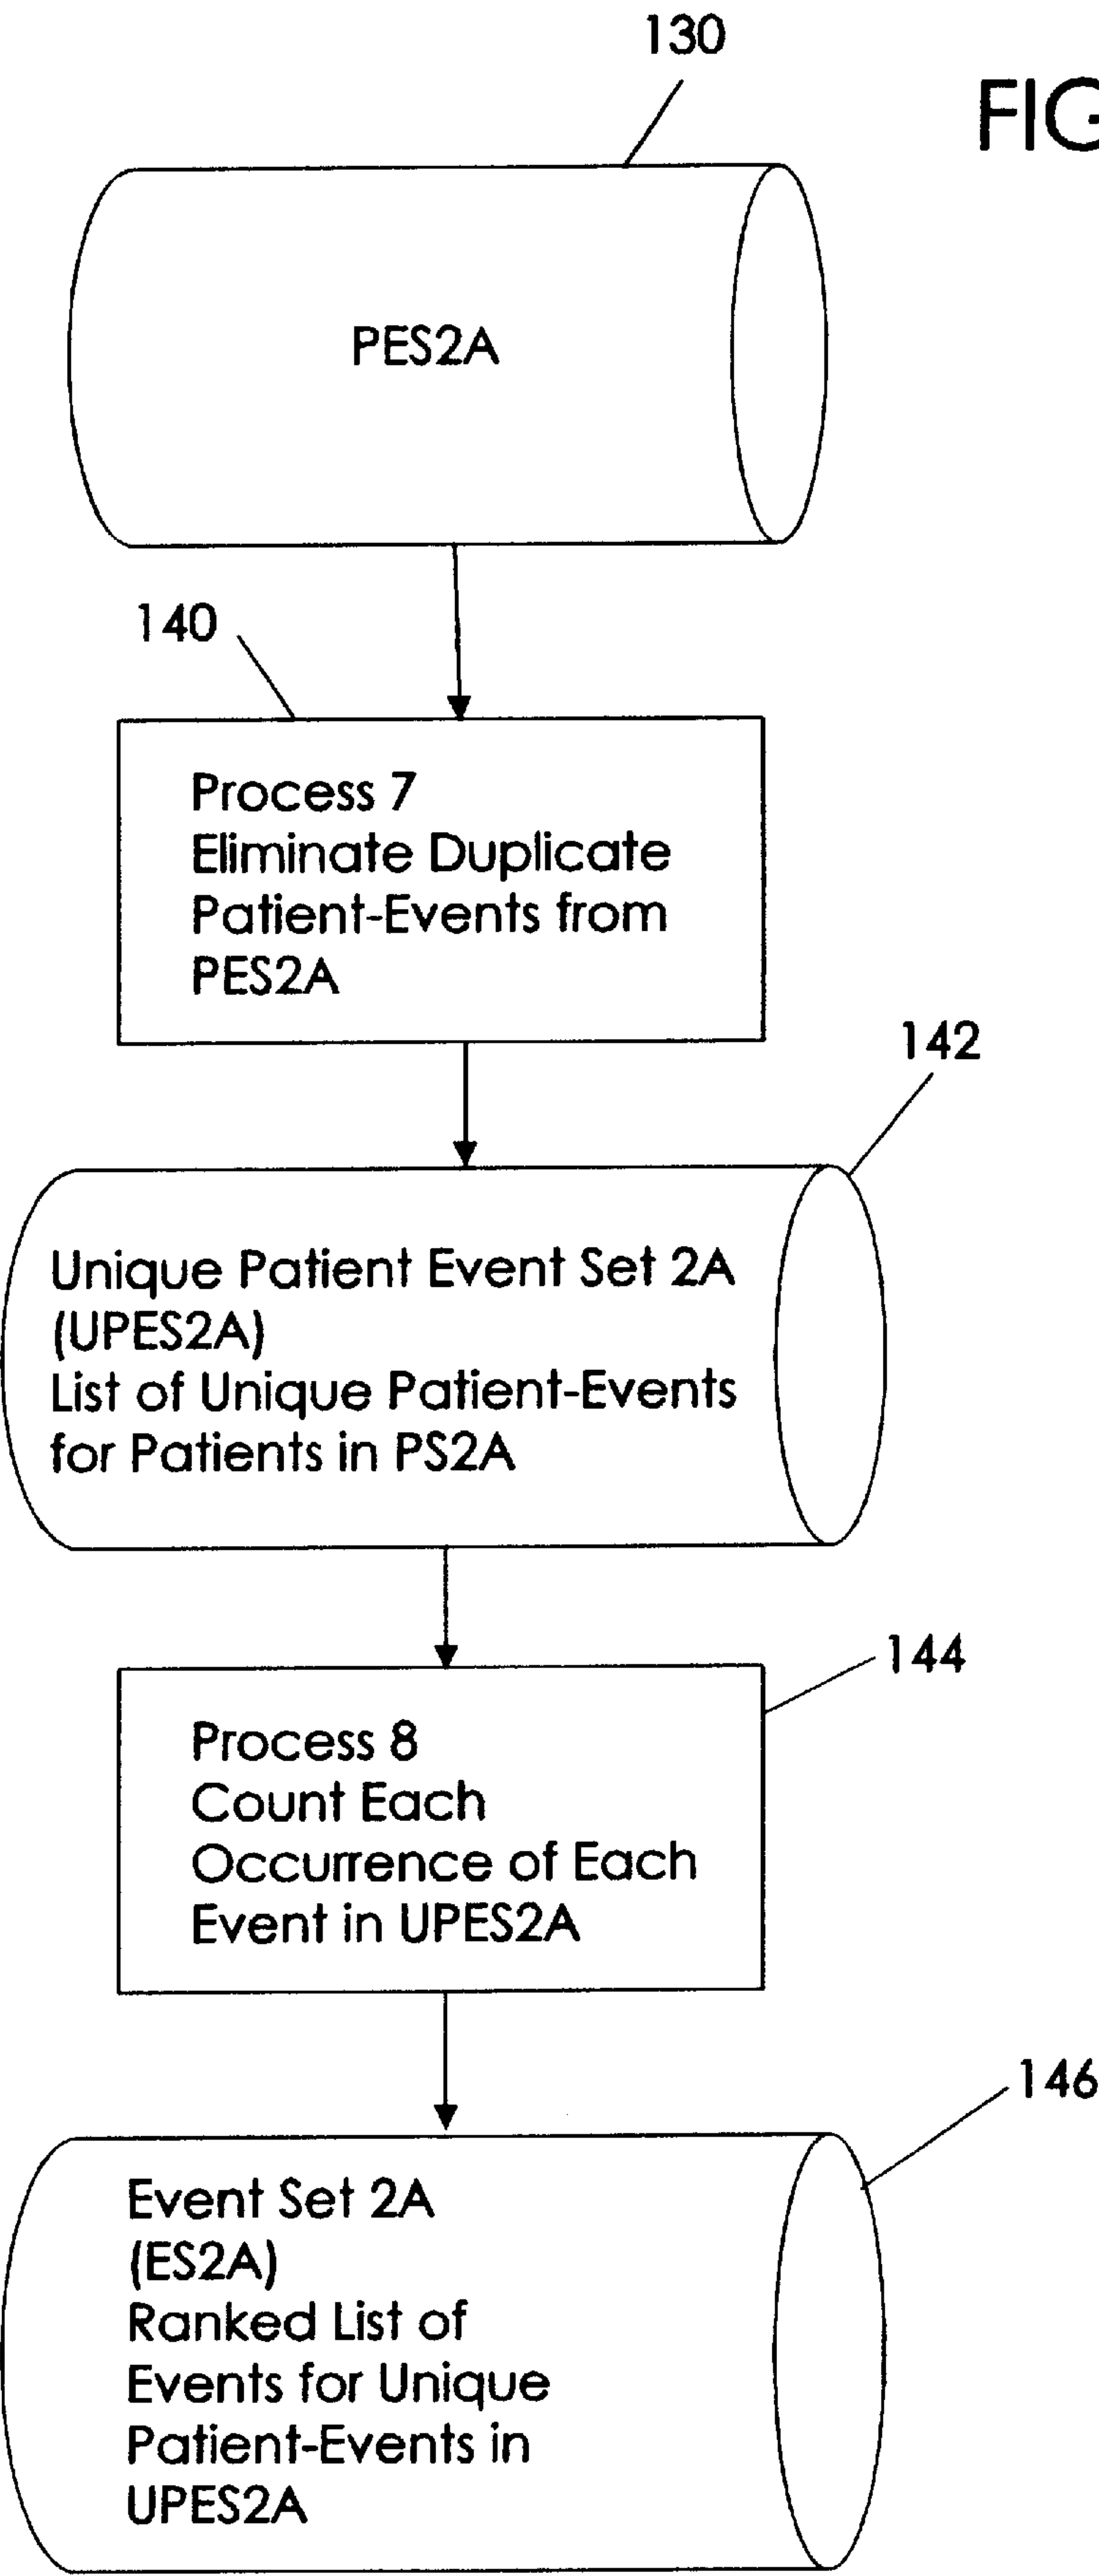 130
FIG
PES2A
140
Process 7
Eliminate Duplicate
Patient-Events from
PES2A
142
Unique Patient Event Set 2A
(UPES2A)
List of Unique Patient-Events
for Patients in PS2A
144
Process 8
Count Each
Occurrence of Each
Event in UPES2A
146
Event Set 2A
(ES2A)
Ranked List of
Events for Unique
Patient-Events in
UPES2A